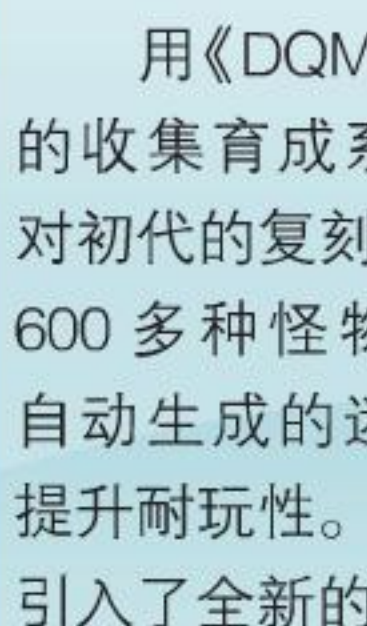 用《DQM
的收集育成系
对初代的复刻
600 多种怪物
自动生成的
提升耐玩性。
引入了全新的